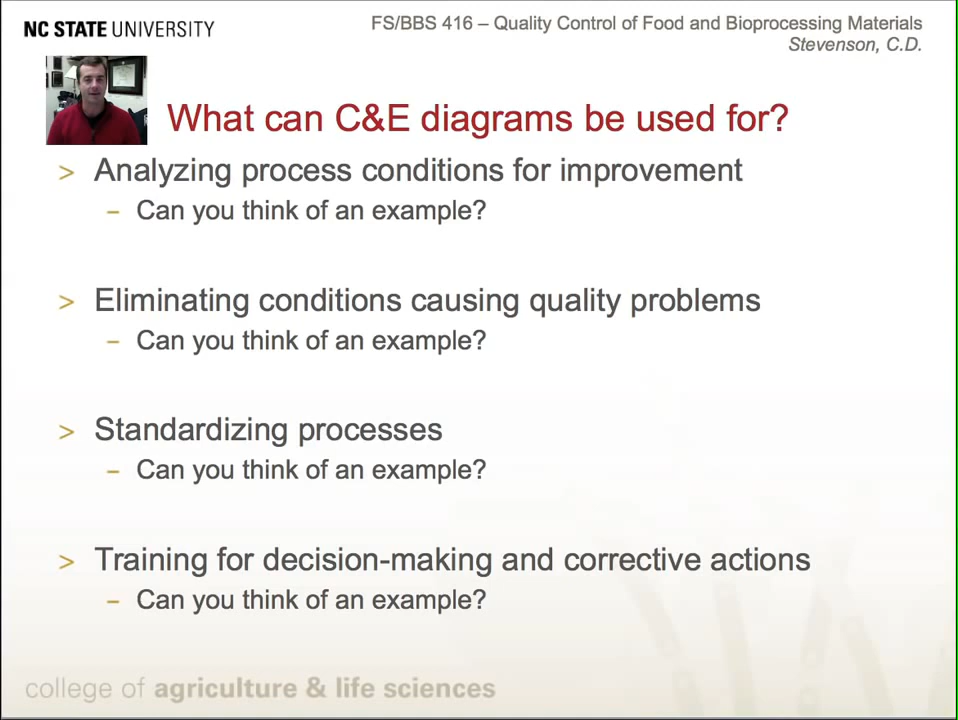 NC STATE UNIVERSITY
FS/BBS 416 – Quality Control of Food and Bioprocessing Materials
Stevenson, C.D.
What can C&E diagrams be used for?
> Analyzing process conditions for improvement
– Can you think of an example?
> Eliminating conditions causing quality problems
– Can you think of an example?
> Standardizing processes
– Can you think of an example?
> Training for decision-making and corrective actions
– Can you think of an example?
college of agriculture & life sciences